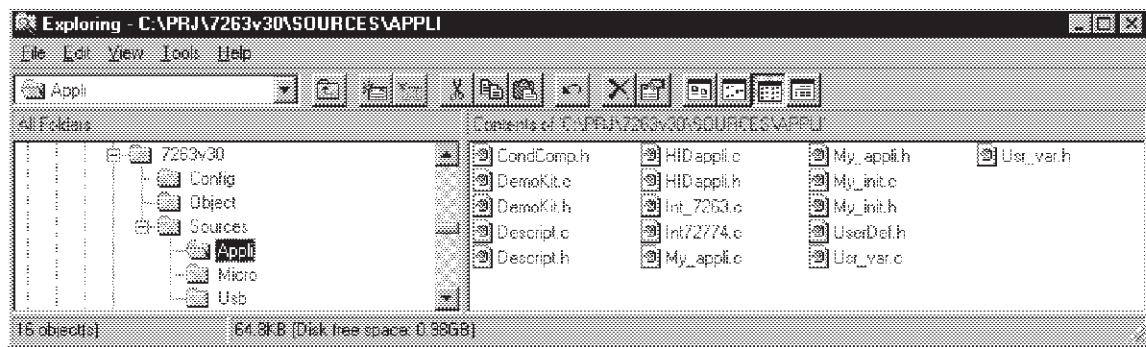 Exploring - C:\PRJ\7263v30\SOURCES\APPLI
File Edit View Tools Help
Appli
All Folders
Contents of 'C:\PRJ\7263v30\SOURCES\APPLI'
7263v30
Config
Object
Sources
Appli
Micro
Usb
CondComp.h
DemoKit.c
DemoKit.h
Descript.c
Descript.h
HIDappli.c
HIDappli.h
Int_7263.c
Int72774.c
My_appli.c
My_appli.h
My_init.c
My_init.h
UserDef.h
Usr_var.c
Usr_var.h
16 object(s)
64.8KB (Disk free space: 0.98GB)